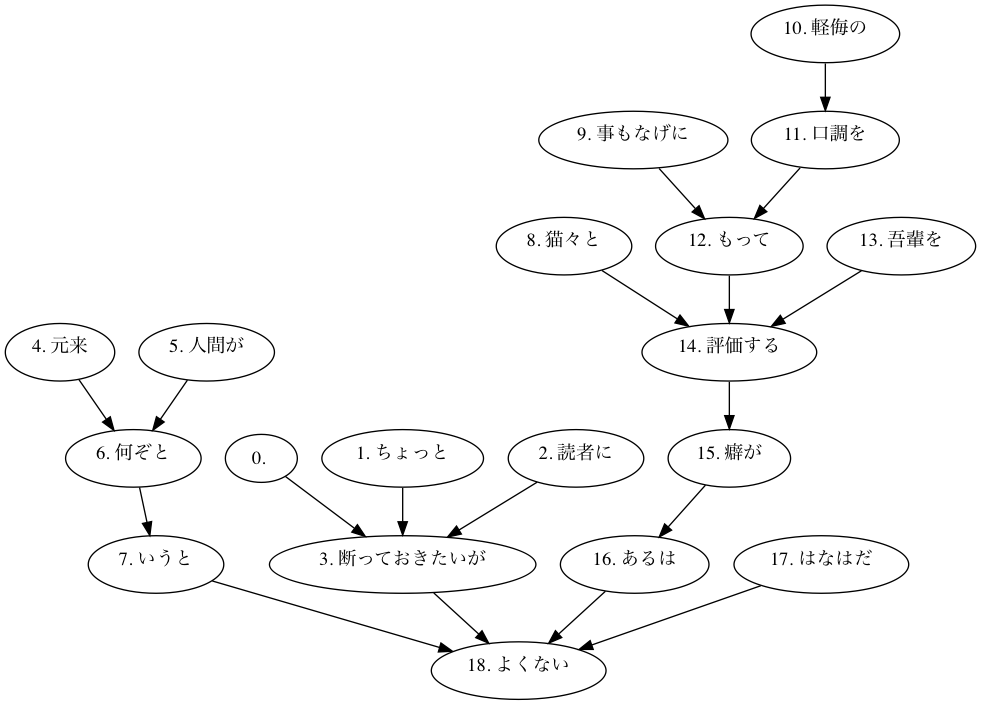 10. 軽侮の
9. 事もなげに
11. 口調を
8. 猫々と
12. もって
13. 吾輩を
4. 元来
5. 人間が
14. 評価する
6. 何ぞと
0.
1. ちょっと
2. 読者に
15. 癖が
7. いうと
3. 断っておきたいが
16. あるは
17. はなはだ
18. よくない